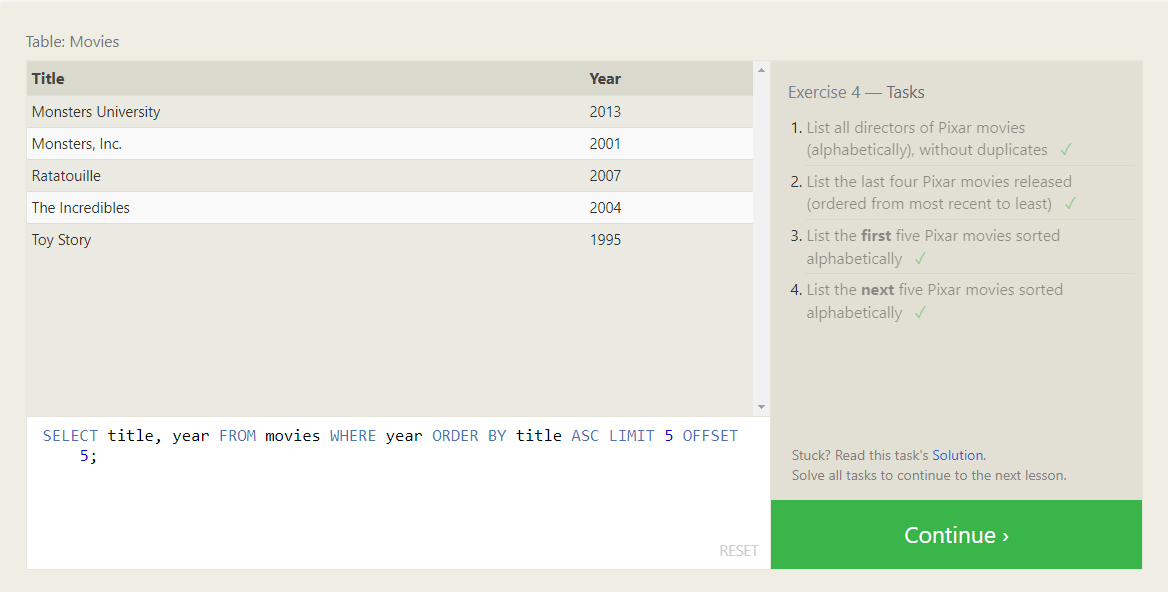 Table: Movies
Title Year
Monsters University 2013
Monsters, Inc. 2001
Ratatouille 2007
The Incredibles 2004
Toy Story 1995
SELECT title, year FROM movies WHERE year ORDER BY title ASC LIMIT 5 OFFSET
5;
RESET
Exercise 4 — Tasks
1. List all directors of Pixar movies
(alphabetically), without duplicates ✓
2. List the last four Pixar movies released
(ordered from most recent to least) ✓
3. List the first five Pixar movies sorted
alphabetically ✓
4. List the next five Pixar movies sorted
alphabetically ✓
Stuck? Read this task's Solution.
Solve all tasks to continue to the next lesson.
Continue ›